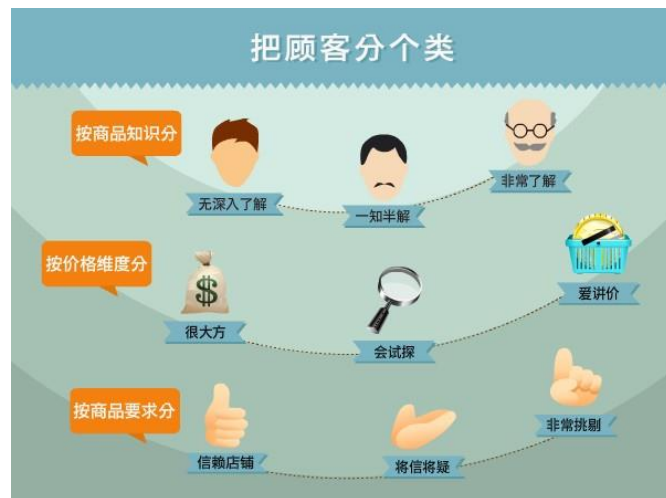 把顾客分个类
按商品知识分
无深入了解
一知半解
非常了解
按价格维度分
很大方
会试探
爱讲价
按商品要求分
信赖店铺
将信将疑
非常挑剔